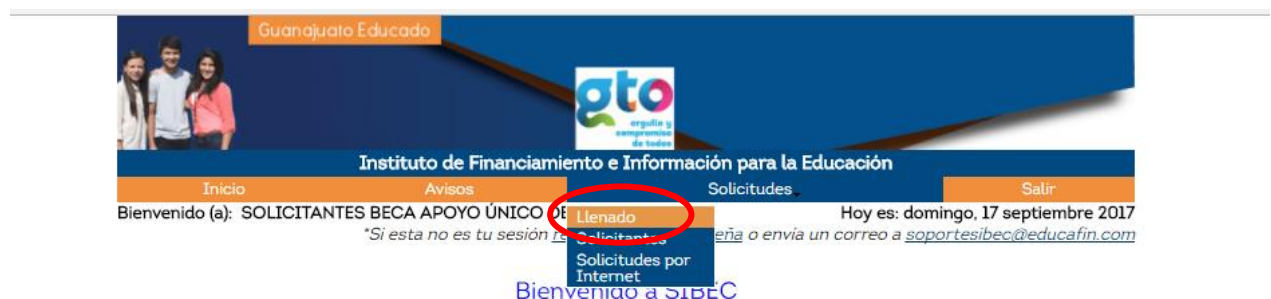 Guanajuato Educado
gto
orgullo y
compromiso
de todos
Instituto de Financiamiento e Información para la Educación
Inicio Avisos Solicitudes Salir
Bienvenido (a): SOLICITANTES BECA APOYO ÚNICO DE Hoy es: domingo, 17 septiembre 2017
Llenado
*Si esta no es tu sesión o envia un correo a soportesibec@educafin.com
Solicitantes
Solicitudes por
Internet
Bienvenido a SIBEC